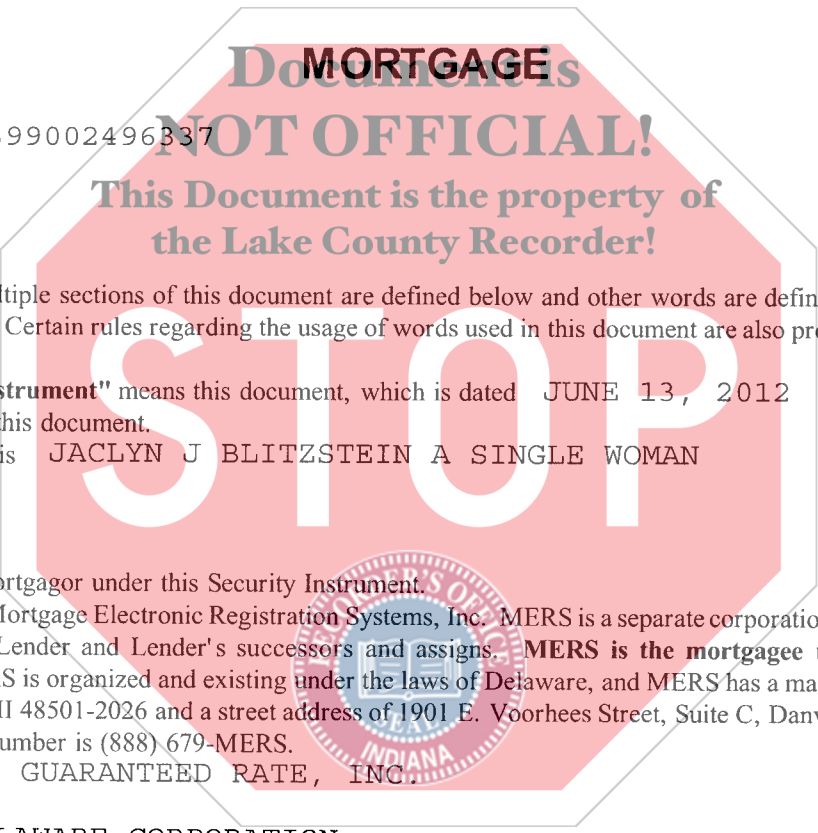 MORTGAGE
Document is
99002496337
NOT OFFICIAL!
This Document is the property of
the Lake County Recorder!
ltiple sections of this document are defined below and other words are defin
Certain rules regarding the usage of words used in this document are also pr
strument" means this document, which is dated JUNE 13, 2012
this document.
is JACLYN J BLITZSTEIN A SINGLE WOMAN
STOP
ortgagor under this Security Instrument.
Mortgage Electronic Registration Systems, Inc. MERS is a separate corporatio
Lender and Lender's successors and assigns. MERS is the mortgagee
S is organized and existing under the laws of Delaware, and MERS has a ma
MI 48501-2026 and a street address of 1901 E. Voorhees Street, Suite C, Danv
umber is (888) 679-MERS.
GUARANTEED RATE, INC.
LAWARE CORPORATION
RECORDER'S OFFICE
SEAL
INDIANA